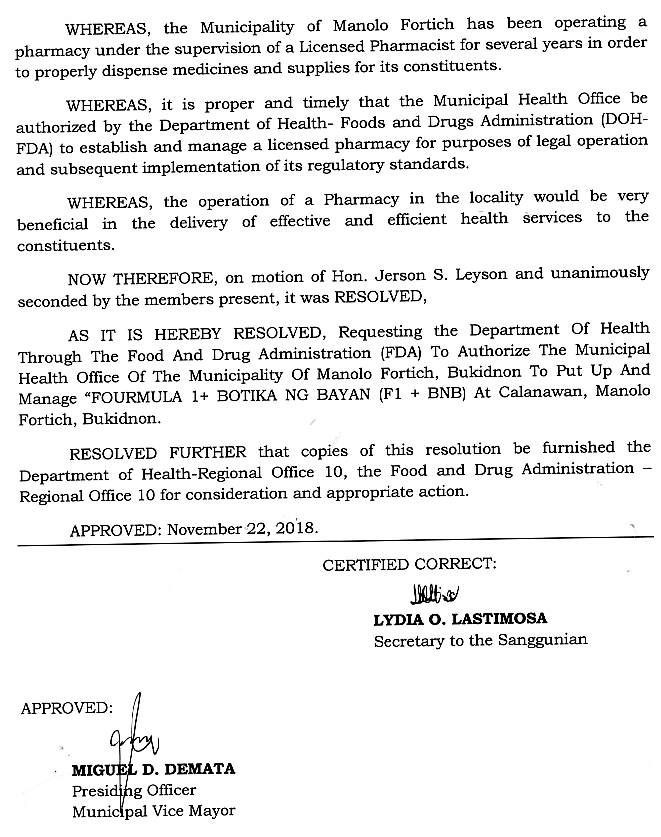 WHEREAS, the Municipality of Manolo Fortich has been operating a
pharmacy under the supervision of a Licensed Pharmacist for several years in order
to properly dispense medicines and supplies for its constituents.
WHEREAS, it is proper and timely that the Municipal Health Office be
authorized by the Department of Health- Foods and Drugs Administration (DOH-
FDA) to establish and manage a licensed pharmacy for purposes of legal operation
and subsequent implementation of its regulatory standards.
WHEREAS, the operation of a Pharmacy in the locality would be very
beneficial in the delivery of effective and efficient health services to the
constituents.
NOW THEREFORE, on motion of Hon. Jerson S. Leyson and unanimously
seconded by the members present, it was RESOLVED,
AS IT IS HEREBY RESOLVED, Requesting the Department Of Health
Through The Food And Drug Administration (FDA) To Authorize The Municipal
Health Office Of The Municipality Of Manolo Fortich, Bukidnon To Put Up And
Manage “FOURMULA 1+ BOTIKA NG BAYAN (F1 + BNB) At Calanawan, Manolo
Fortich, Bukidnon.
RESOLVED FURTHER that copies of this resolution be furnished the
Department of Health-Regional Office 10, the Food and Drug Administration –
Regional Office 10 for consideration and appropriate action.
APPROVED: November 22, 2018.
CERTIFIED CORRECT:
LYDIA O. LASTIMOSA
Secretary to the Sanggunian
APPROVED:
MIGUEL D. DEMATA
Presiding Officer
Municipal Vice Mayor